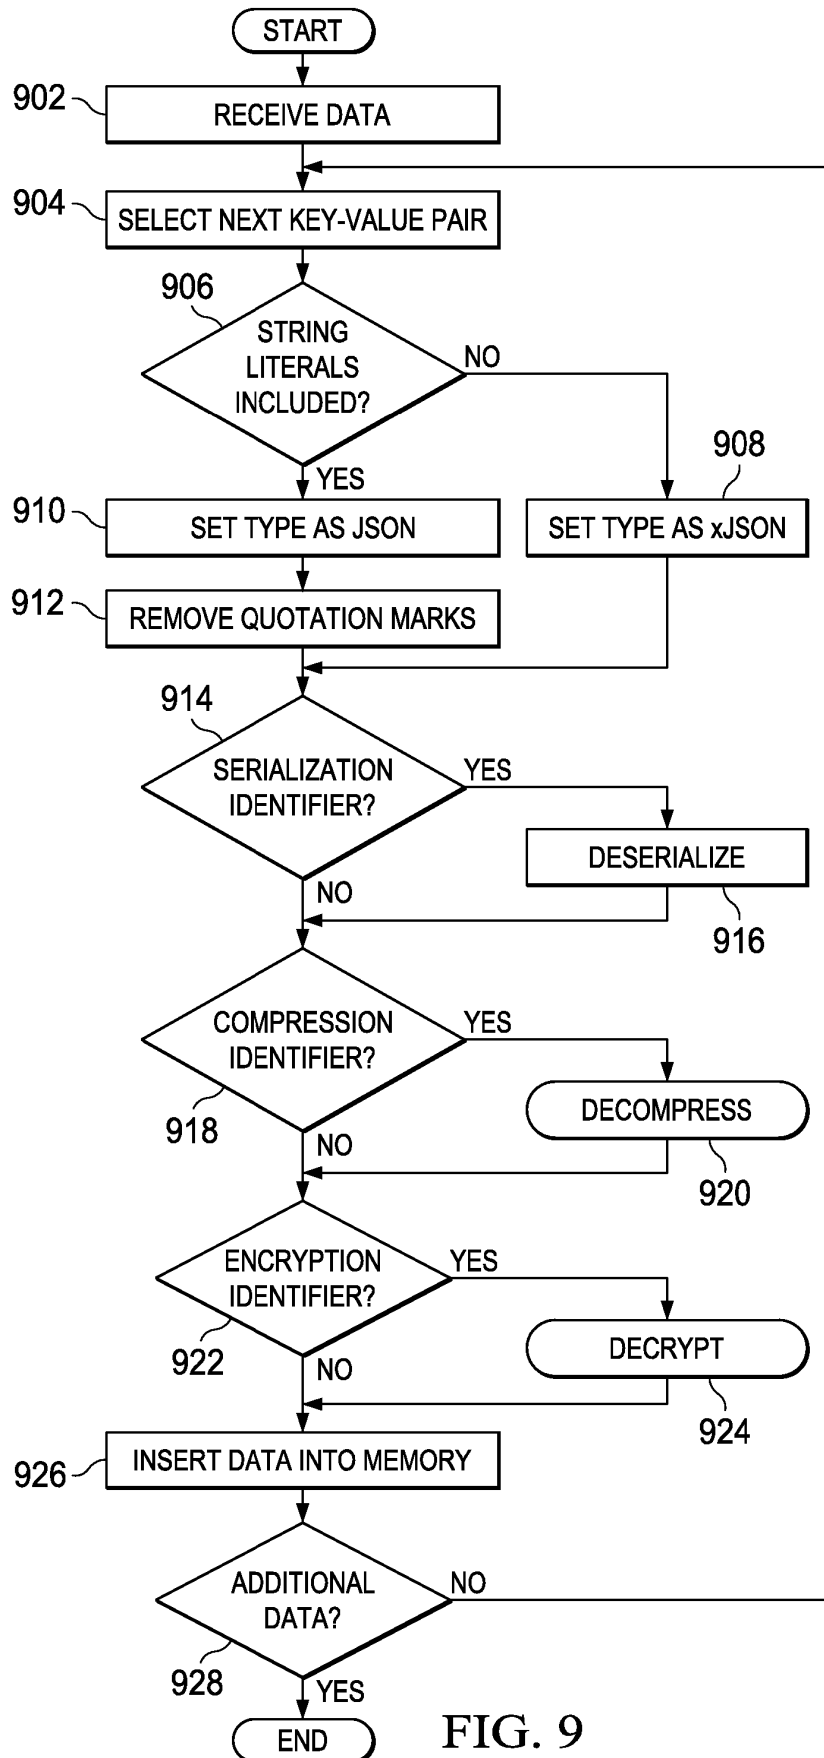 START
902
RECEIVE DATA
904
SELECT NEXT KEY-VALUE PAIR
906
STRING
LITERALS
INCLUDED?
NO
YES
908
910
SET TYPE AS JSON
SET TYPE AS xJSON
912
REMOVE QUOTATION MARKS
914
SERIALIZATION
IDENTIFIER?
YES
DESERIALIZE
NO
916
COMPRESSION
IDENTIFIER?
YES
918
DECOMPRESS
NO
920
ENCRYPTION
IDENTIFIER?
YES
922
DECRYPT
NO
924
926
INSERT DATA INTO MEMORY
ADDITIONAL
DATA?
NO
928
YES
END
FIG. 9